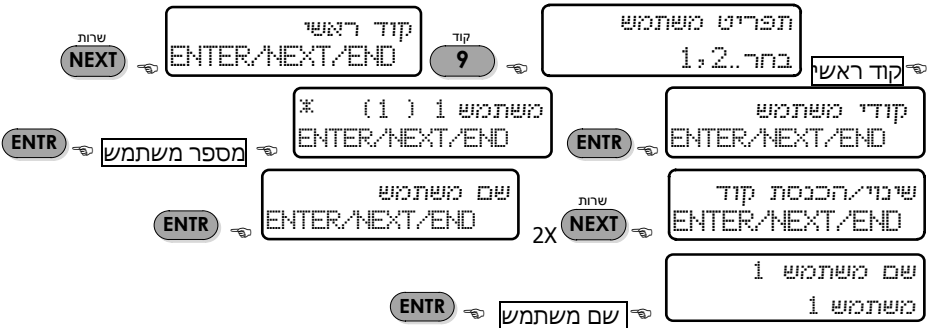 קוד ראשי
תפריט משתמש
בחר..1,2
קוד
9
קוד ראשי
ENTER/NEXT/END
שרות
NEXT
קודי משתמש
ENTER/NEXT/END
ENTR
משתמש 1 ( 1 ) *
ENTER/NEXT/END
מספר משתמש
ENTR
שינוי/הכנסת קוד
ENTER/NEXT/END
שרות
NEXT
2X
שם משתמש
ENTER/NEXT/END
ENTR
שם משתמש 1
משתמש 1
שם משתמש
ENTR